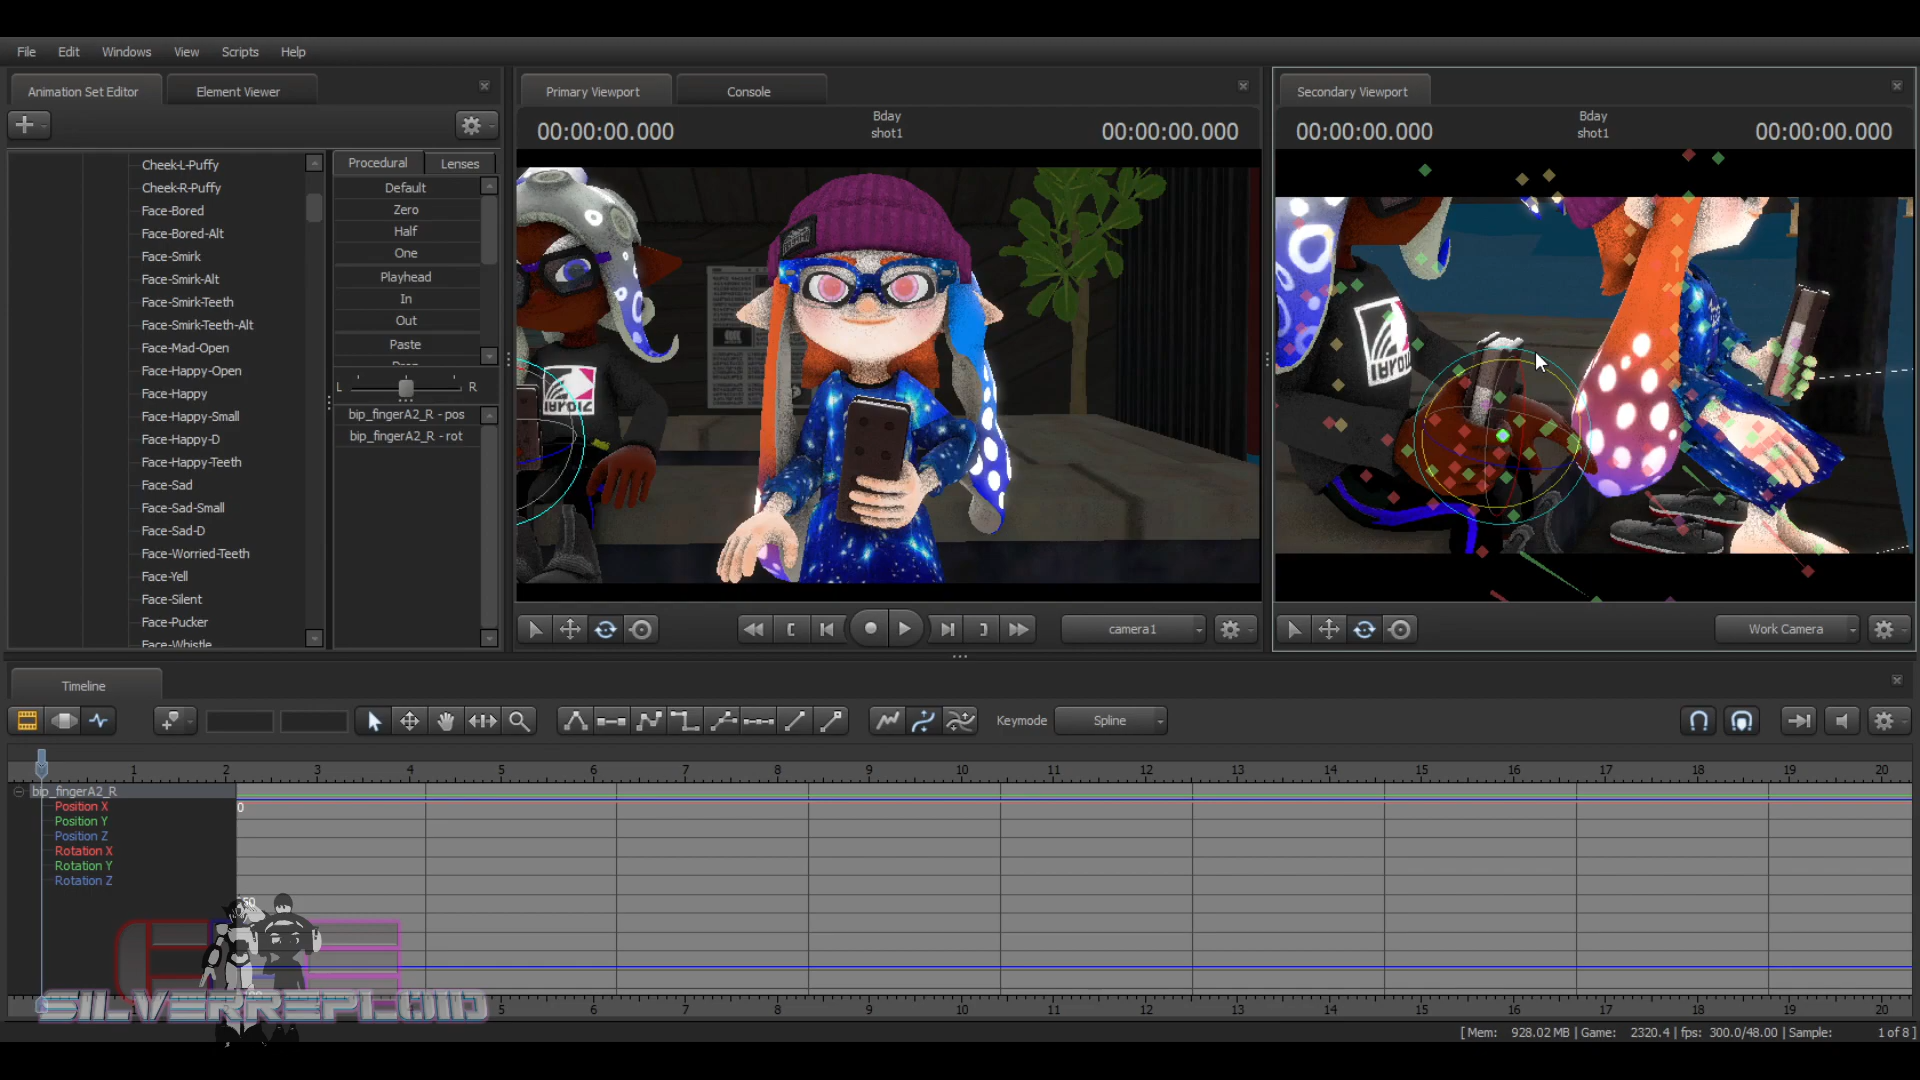 File Edit Windows View Scripts Help
Animation Set Editor Element Viewer
Primary Viewport Console
Secondary Viewport
00:00:00.000 Bday 00:00:00.000
shot1
00:00:00.000 Bday 00:00:00.000
shot1
Cheek-L-Puffy
Cheek-R-Puffy
Face-Bored
Face-Bored-Alt
Face-Smirk
Face-Smirk-Alt
Face-Smirk-Teeth
Face-Smirk-Teeth-Alt
Face-Mad-Open
Face-Happy-Open
Face-Happy
Face-Happy-Small
Face-Happy-D
Face-Happy-Teeth
Face-Sad
Face-Sad-Small
Face-Sad-D
Face-Worried-Teeth
Face-Yell
Face-Silent
Face-Pucker
Face-Whistle
Procedural Lenses
Default
Zero
Half
One
Playhead
In
Out
Paste
L R
bip_fingerA2_R - pos
bip_fingerA2_R - rot
camera1
Work Camera
Timeline
Keymode Spline
1 2 3 4 5 6 7 8 9 10 11 12 13 14 15 16 17 18 19 20
bip_fingerA2_R
Position X
Position Y
Position Z
Rotation X
Rotation Y
Rotation Z
0
SILVERREPLOID
5 6 7 8 9 10 11 12 13 14 15 16 17 18 19 20
[ Mem: 928.02 MB | Game: 2320.4 | fps: 300.0/48.00 | Sample: 1 of 8 ]